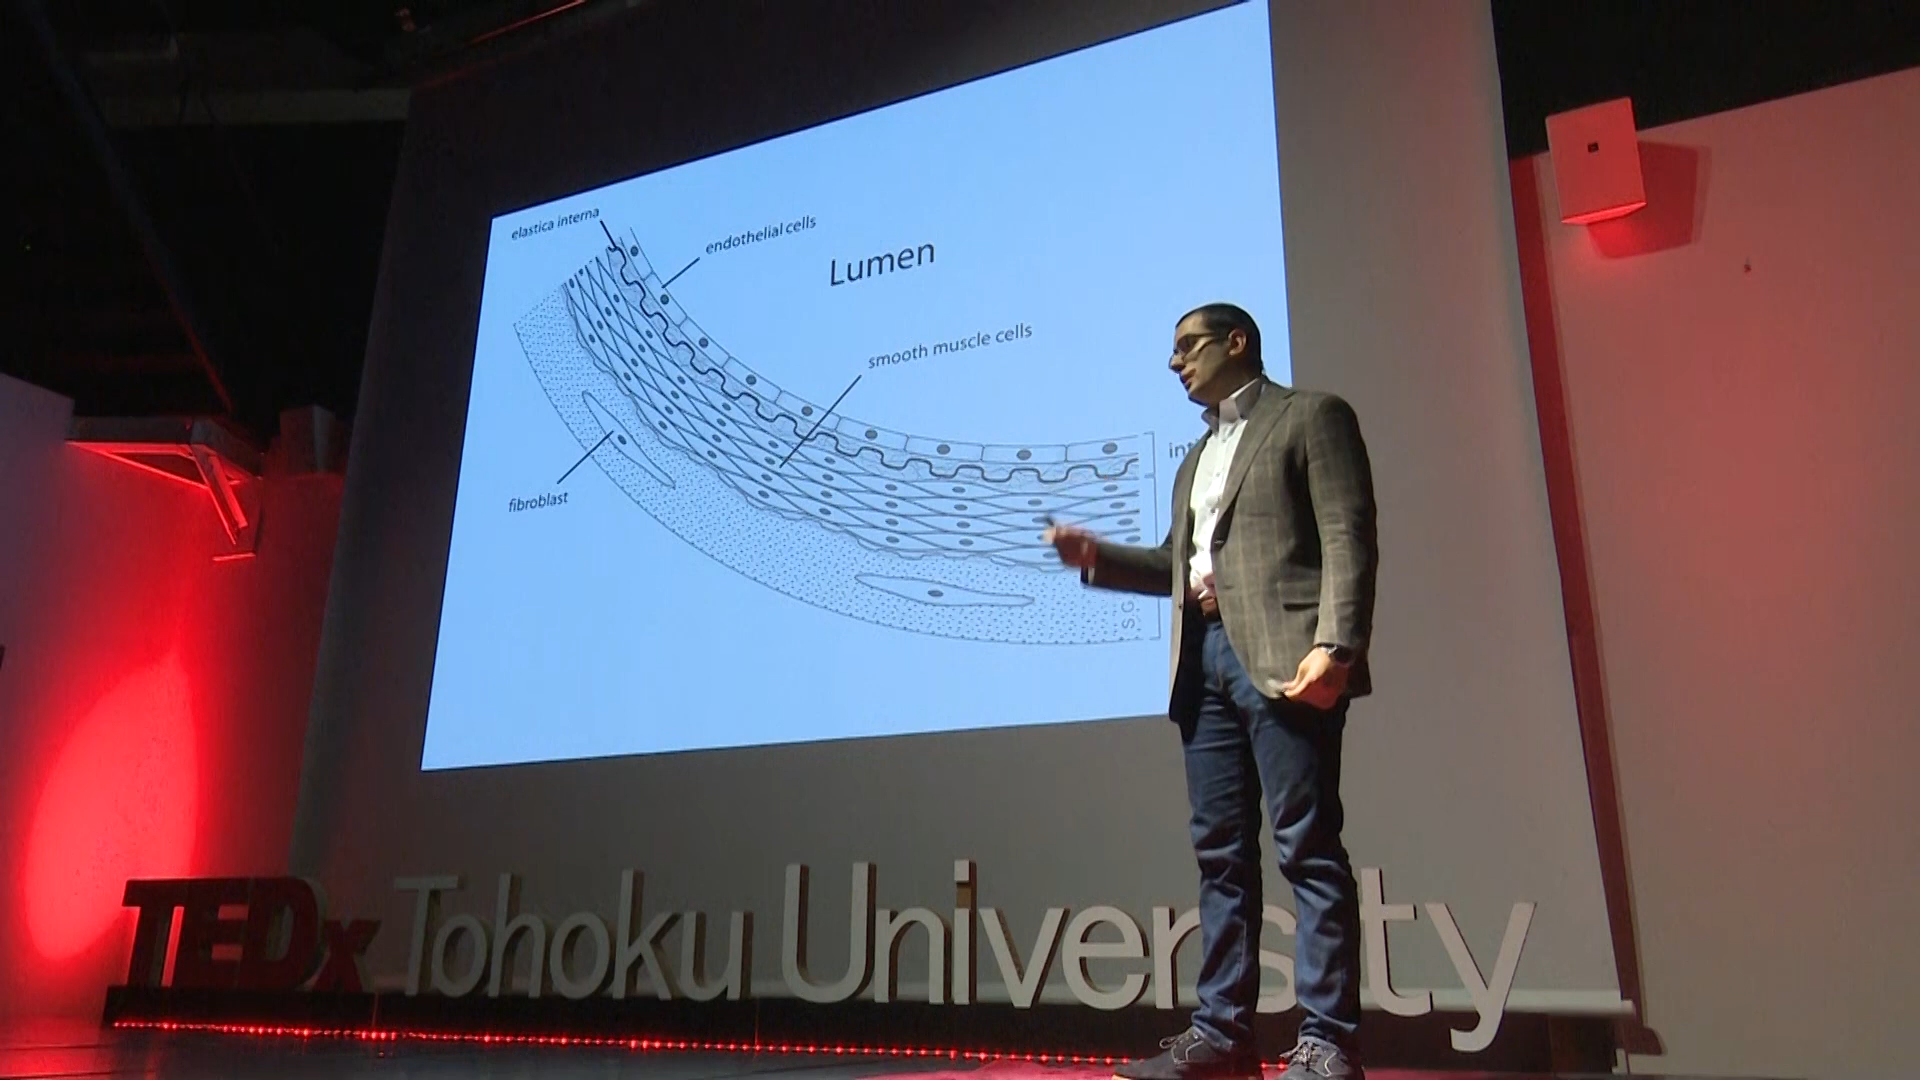 elastica interna
endothelial cells
Lumen
smooth muscle cells
fibroblast
S.G.
TEDx Tohoku University